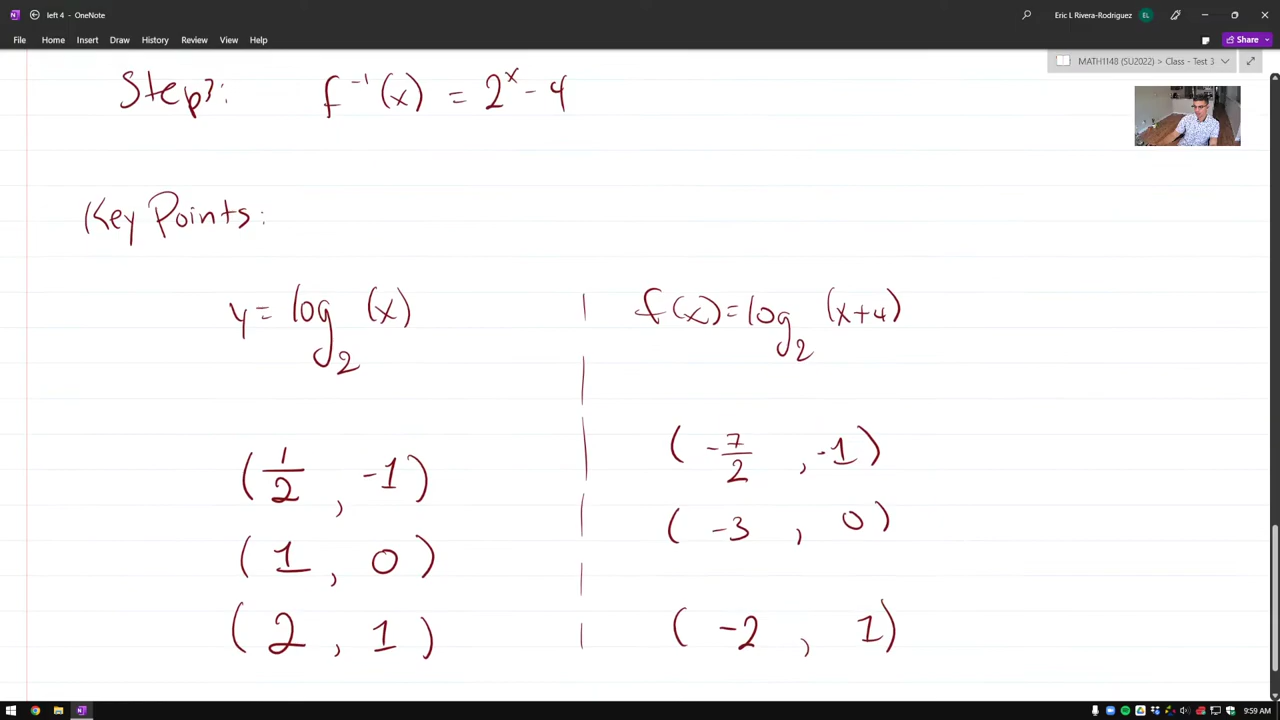 left 4 - OneNote
Eric L Rivera-Rodriguez
EL
File Home Insert Draw History Review View Help
Share
MATH1148 (SU2022) > Class - Test 3
Step3: f⁻¹(x) = 2ˣ - 4
Key Points:
y = log₂ (x)
f(x) = log₂ (x+4)
(1/2, -1)
(-7/2, -1)
(1, 0)
(-3, 0)
(2, 1)
(-2, 1)
9:59 AM